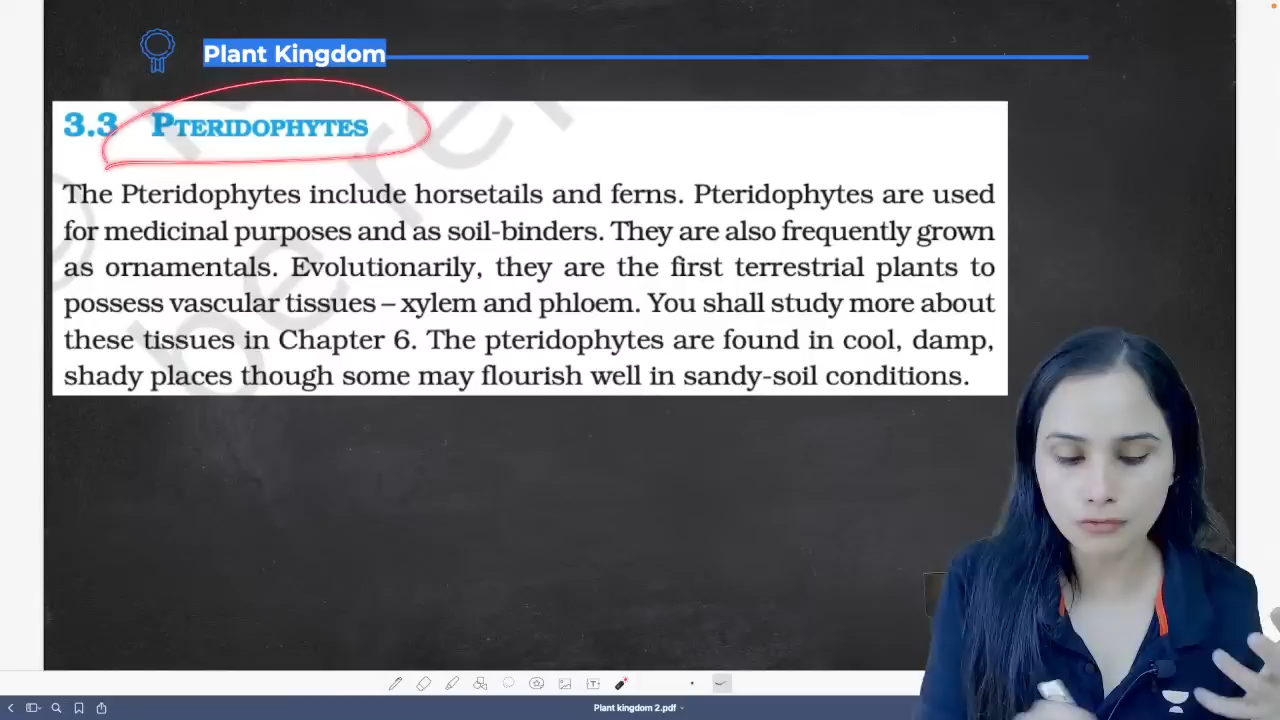 Plant Kingdom
3.3 PTERIDOPHYTES
The Pteridophytes include horsetails and ferns. Pteridophytes are used
for medicinal purposes and as soil-binders. They are also frequently grown
as ornamentals. Evolutionarily, they are the first terrestrial plants to
possess vascular tissues – xylem and phloem. You shall study more about
these tissues in Chapter 6. The pteridophytes are found in cool, damp,
shady places though some may flourish well in sandy-soil conditions.
Plant kingdom 2.pdf